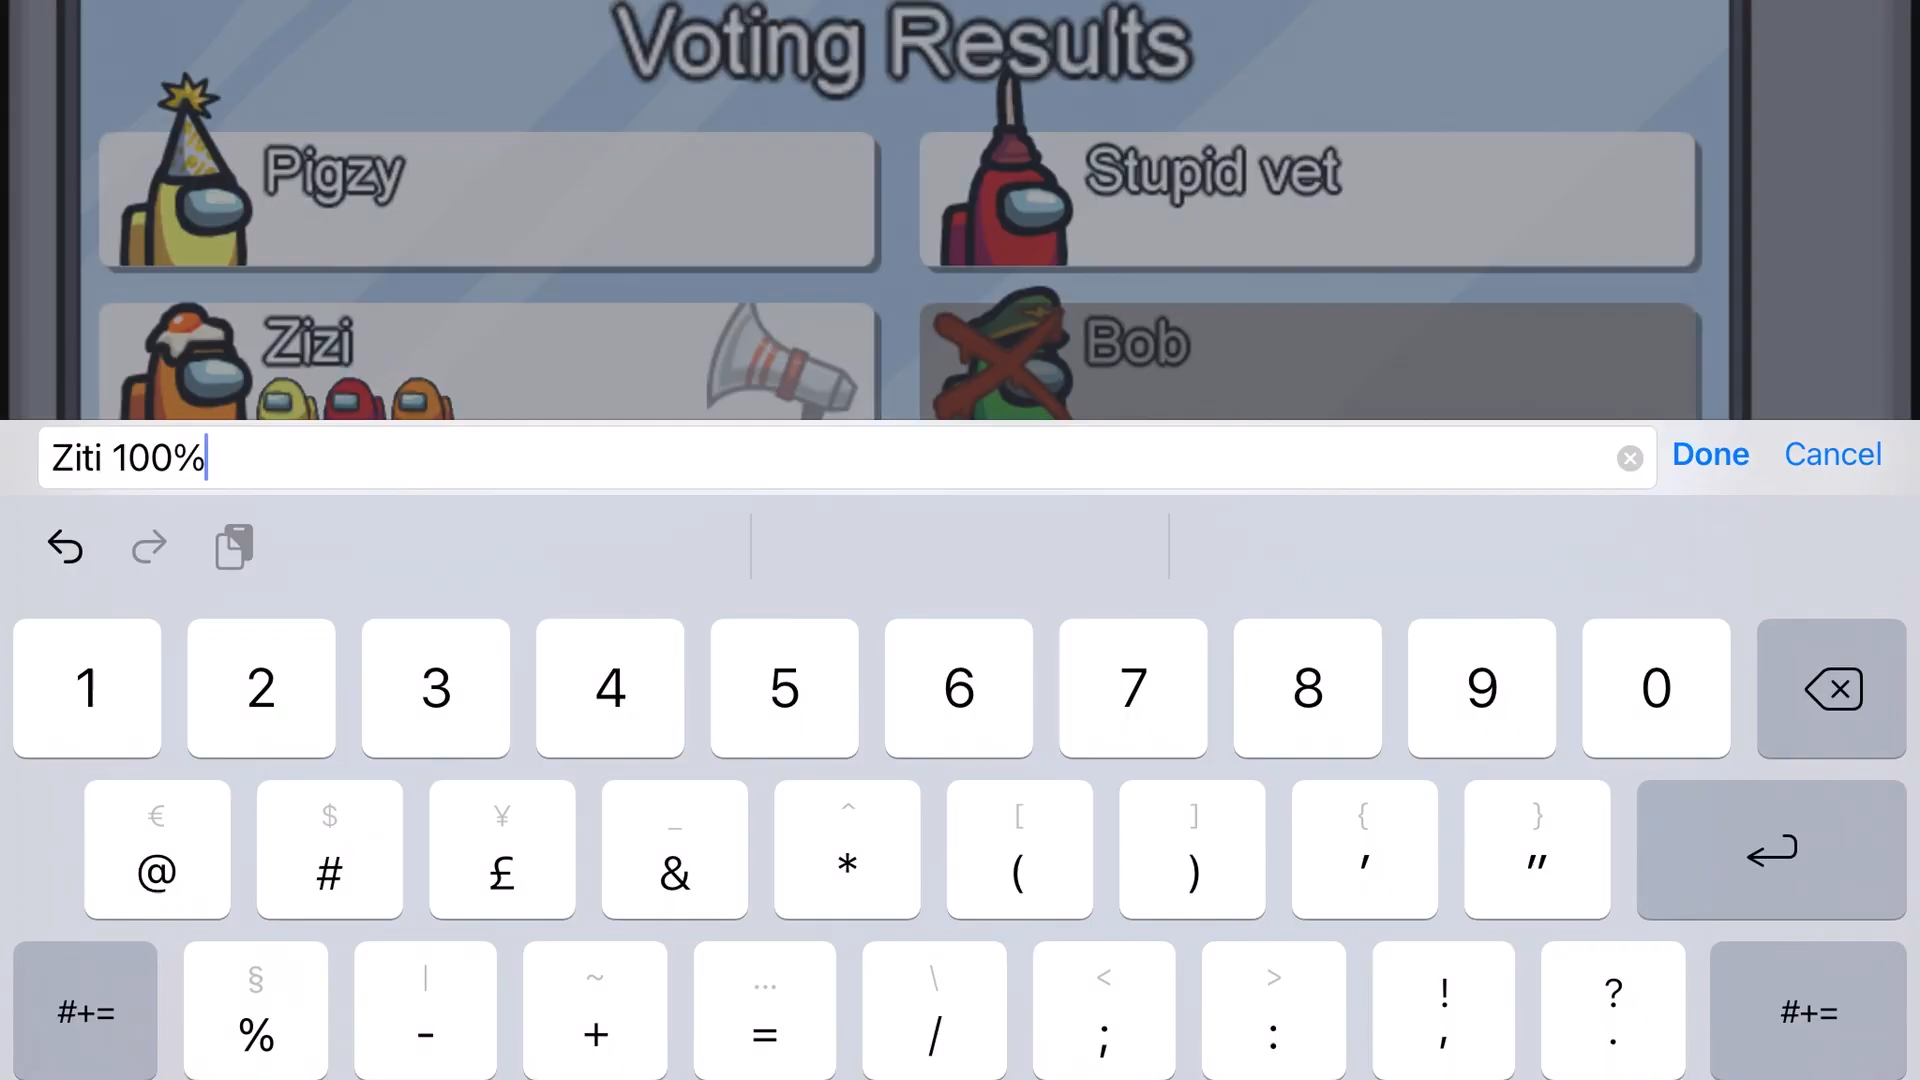 Voting Results
Pigzy
Stupid vet
Zizi
Bob
Ziti 100%
Done
Cancel
1 2 3 4 5 6 7 8 9 0
€ $ ¥ _ ^ [ ] { }
@ # £ & * ( ) ' "
§ | ~ … \ < > ! ?
#+= % - + = / ; : , . #+=